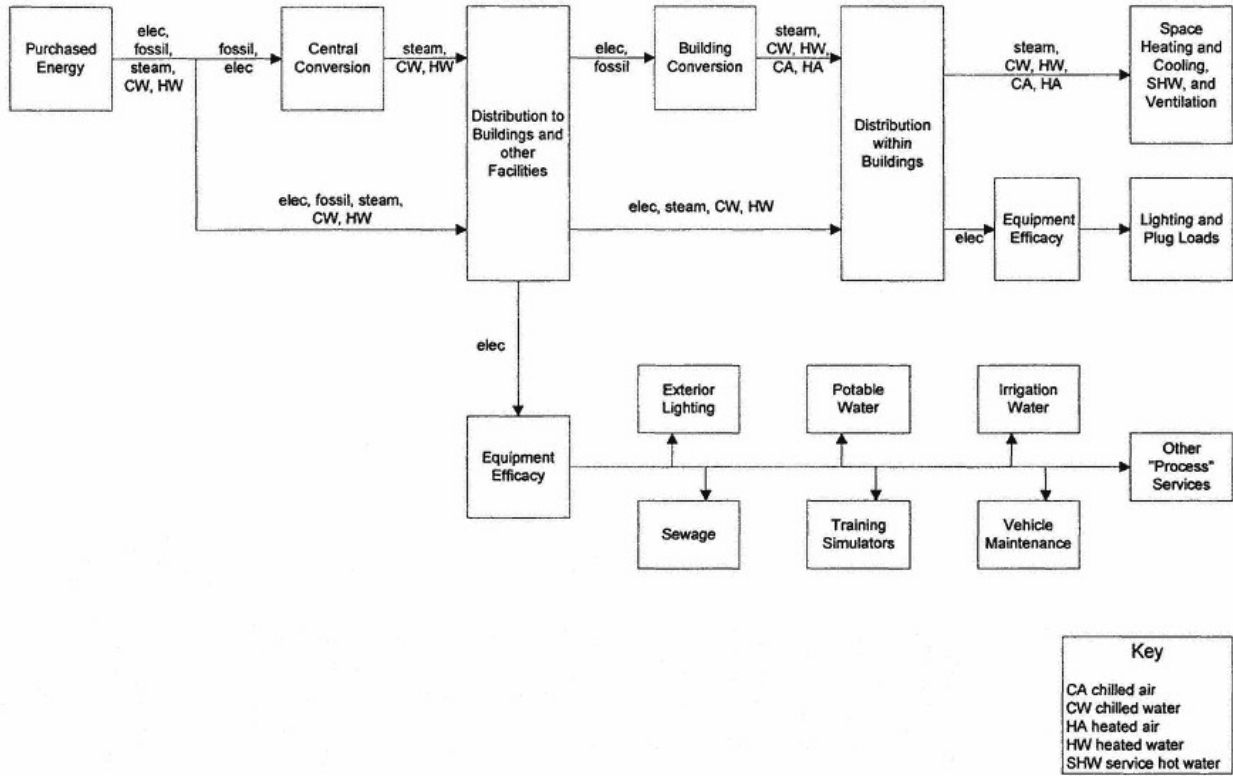 Purchased
Energy
elec,
fossil,
steam,
CW, HW
fossil,
elec
Central
Conversion
steam,
CW, HW
Distribution to
Buildings and
other
Facilities
elec,
fossil
Building
Conversion
steam,
CW, HW,
CA, HA
Distribution
within
Buildings
steam,
CW, HW,
CA, HA
Space
Heating and
Cooling,
SHW, and
Ventilation
elec, fossil, steam,
CW, HW
elec, steam, CW, HW
elec
Equipment
Efficacy
Lighting and
Plug Loads
elec
Equipment
Efficacy
Exterior
Lighting
Potable
Water
Irrigation
Water
Other
"Process"
Services
Sewage
Training
Simulators
Vehicle
Maintenance
Key
CA chilled air
CW chilled water
HA heated air
HW heated water
SHW service hot water